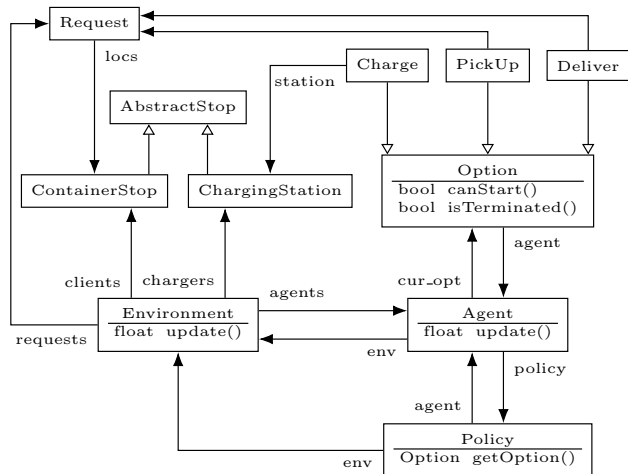 Request
locs
Charge
PickUp
Deliver
station
AbstractStop
ContainerStop
ChargingStation
Option
bool canStart()
bool isTerminated()
agent
clients
chargers
cur_opt
agents
Environment
float update()
Agent
float update()
requests
env
policy
agent
Policy
Option getOption()
env